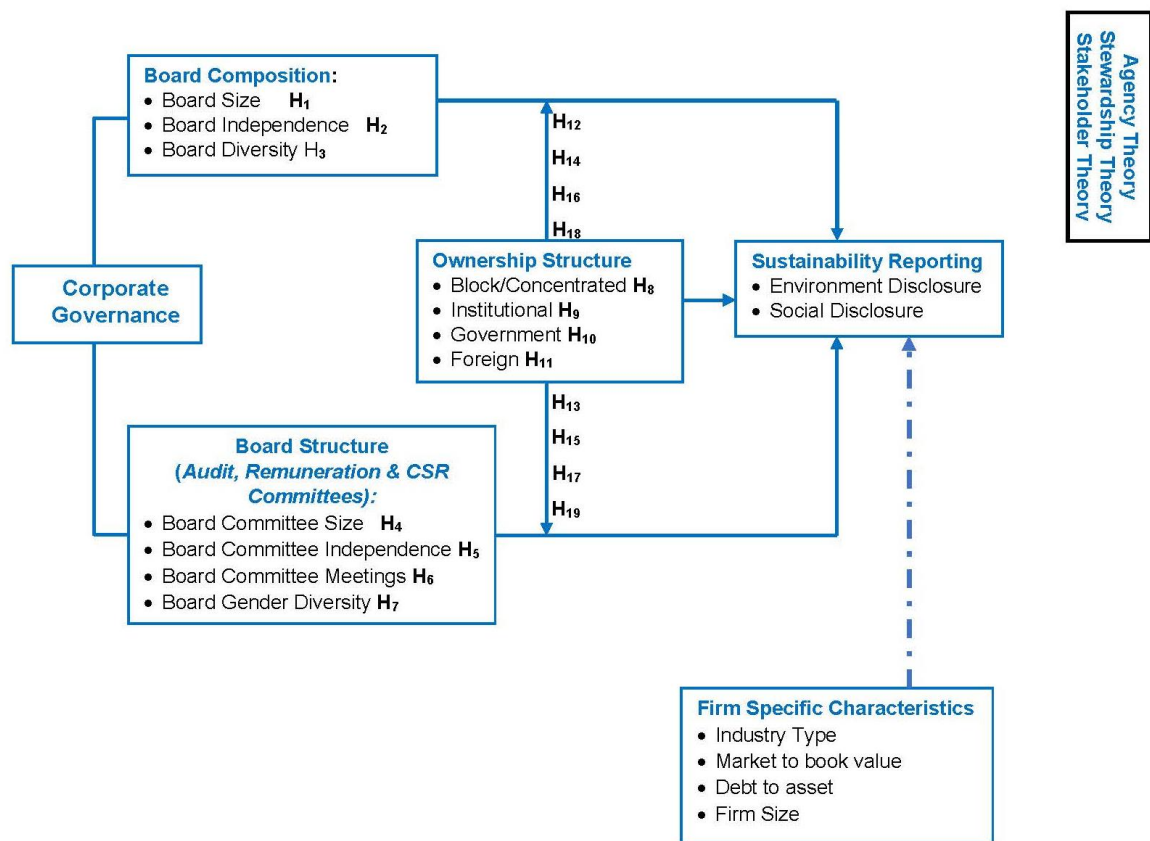 Agency Theory
Stewardship Theory
Stakeholder Theory
Board Composition:
• Board Size H₁
• Board Independence H₂
• Board Diversity H₃
H₁₂
H₁₄
H₁₆
H₁₈
Corporate
Governance
Ownership Structure
• Block/Concentrated H₈
• Institutional H₉
• Government H₁₀
• Foreign H₁₁
Sustainability Reporting
• Environment Disclosure
• Social Disclosure
H₁₃
H₁₅
H₁₇
H₁₉
Board Structure
(Audit, Remuneration & CSR
Committees):
• Board Committee Size H₄
• Board Committee Independence H₅
• Board Committee Meetings H₆
• Board Gender Diversity H₇
Firm Specific Characteristics
• Industry Type
• Market to book value
• Debt to asset
• Firm Size